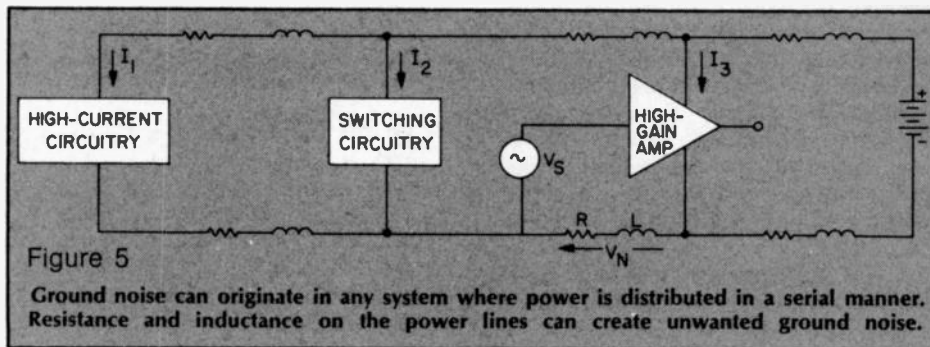 I1
I2
I3
HIGH-CURRENT
CIRCUITRY
SWITCHING
CIRCUITRY
HIGH-
GAIN
AMP
+
-
~
VS
R
L
VN
Figure 5
Ground noise can originate in any system where power is distributed in a serial manner.
Resistance and inductance on the power lines can create unwanted ground noise.